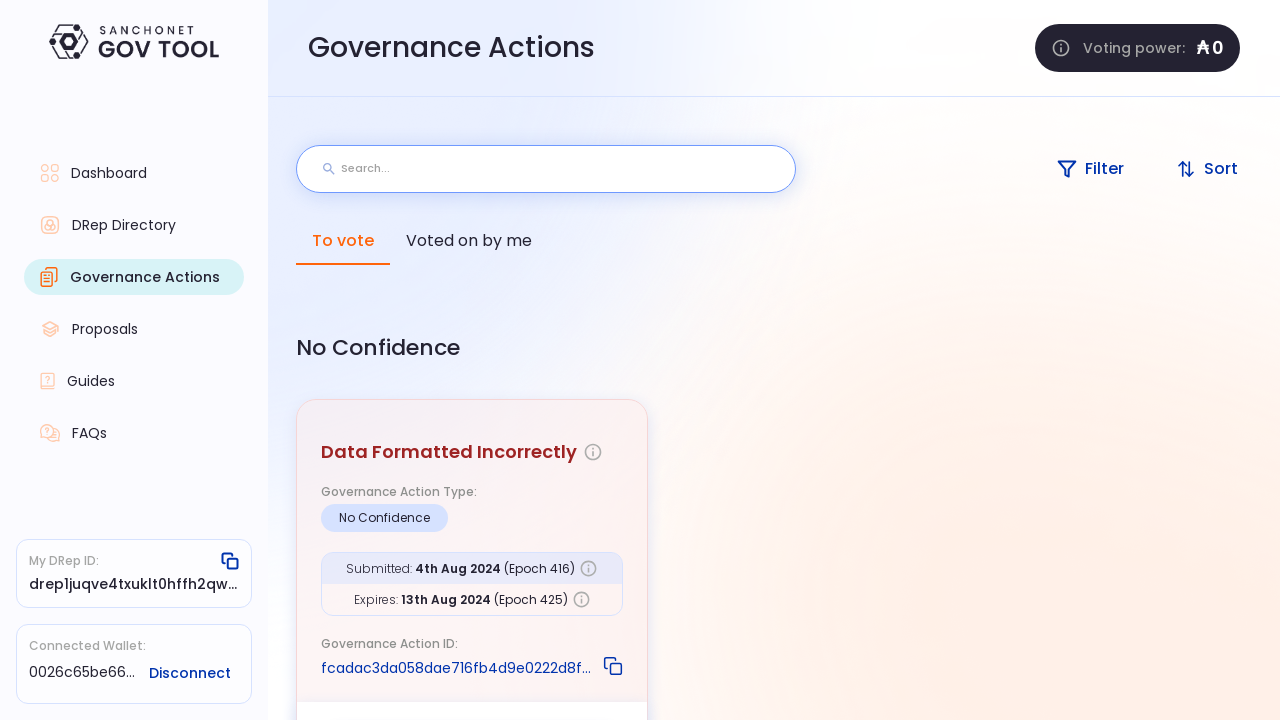 SANCHONET
GOV TOOL
Governance Actions
Voting power: ₳ 0
Dashboard
DRep Directory
Governance Actions
Proposals
Guides
FAQs
My DRep ID:
drep1juqve4txuklt0hffh2qw...
Connected Wallet:
0026c65be66... Disconnect
Search...
Filter
Sort
To vote
Voted on by me
No Confidence
Data Formatted Incorrectly
Governance Action Type:
No Confidence
Submitted: 4th Aug 2024 (Epoch 416)
Expires: 13th Aug 2024 (Epoch 425)
Governance Action ID:
fcadac3da058dae716fb4d9e0222d8f...